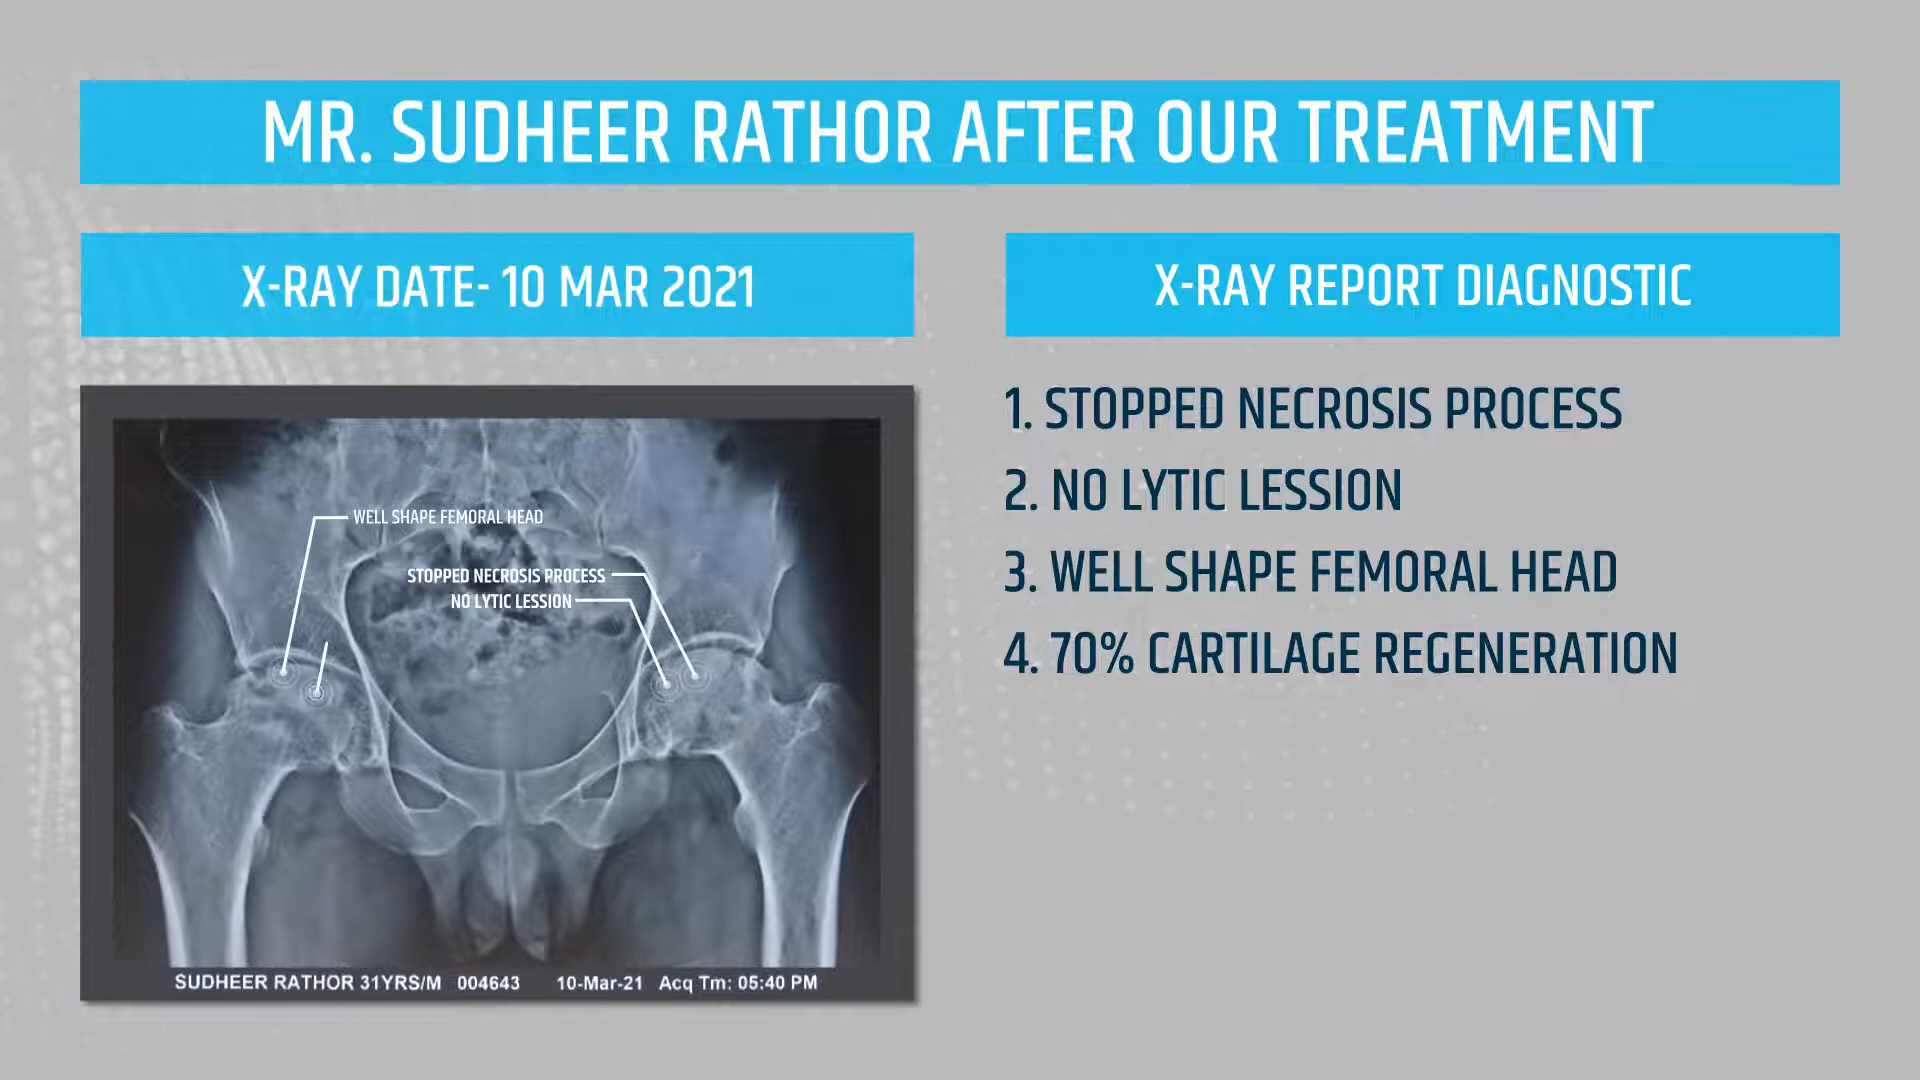 MR. SUDHEER RATHOR AFTER OUR TREATMENT
X-RAY DATE- 10 MAR 2021
X-RAY REPORT DIAGNOSTIC
WELL SHAPE FEMORAL HEAD
STOPPED NECROSIS PROCESS
NO LYTIC LESSION
SUDHEER RATHOR 31YRS/M 004643 10-Mar-21 Acq Tm: 05:40 PM
1. STOPPED NECROSIS PROCESS
2. NO LYTIC LESSION
3. WELL SHAPE FEMORAL HEAD
4. 70% CARTILAGE REGENERATION